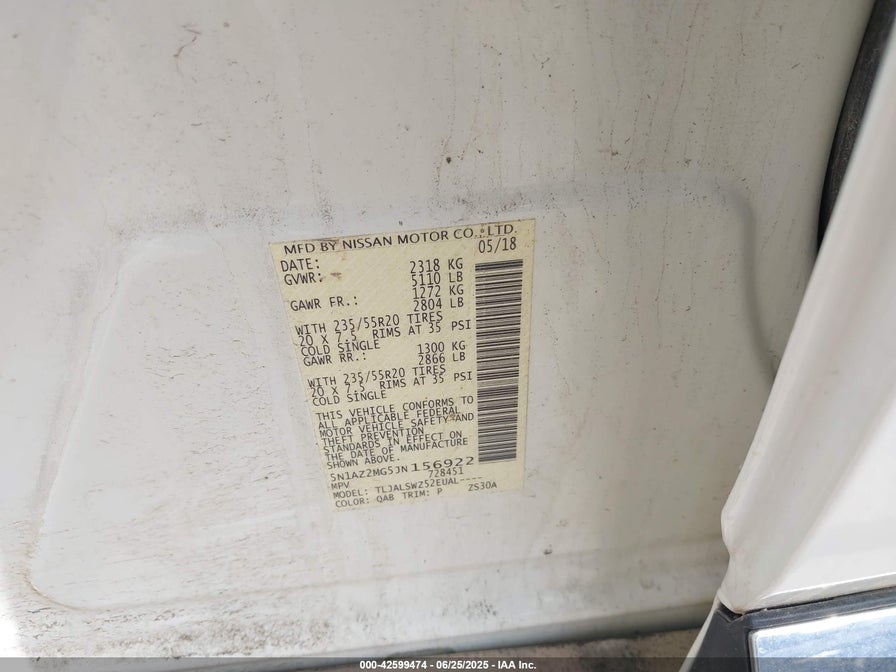 MFD BY NISSAN MOTOR CO., LTD.
DATE: 05/18
GVWR: 2318 KG
5110 LB
GAWR FR.: 1272 KG
2804 LB
WITH 235/55R20 TIRES
20 X 7.5 RIMS AT 35 PSI
COLD SINGLE
GAWR RR.: 1300 KG
2866 LB
WITH 235/55R20 TIRES
20 X 7.5 RIMS AT 35 PSI
COLD SINGLE
THIS VEHICLE CONFORMS TO
ALL APPLICABLE FEDERAL
MOTOR VEHICLE SAFETY AND
THEFT PREVENTION
STANDARDS IN EFFECT ON
THE DATE OF MANUFACTURE
SHOWN ABOVE.
5N1AZ2MG5JN156922
MPV 728451
MODEL: TLJALSWZ52EUAL----
COLOR: QAB TRIM: P ZS30A
000-42599474 - 06/25/2025 - IAA Inc.